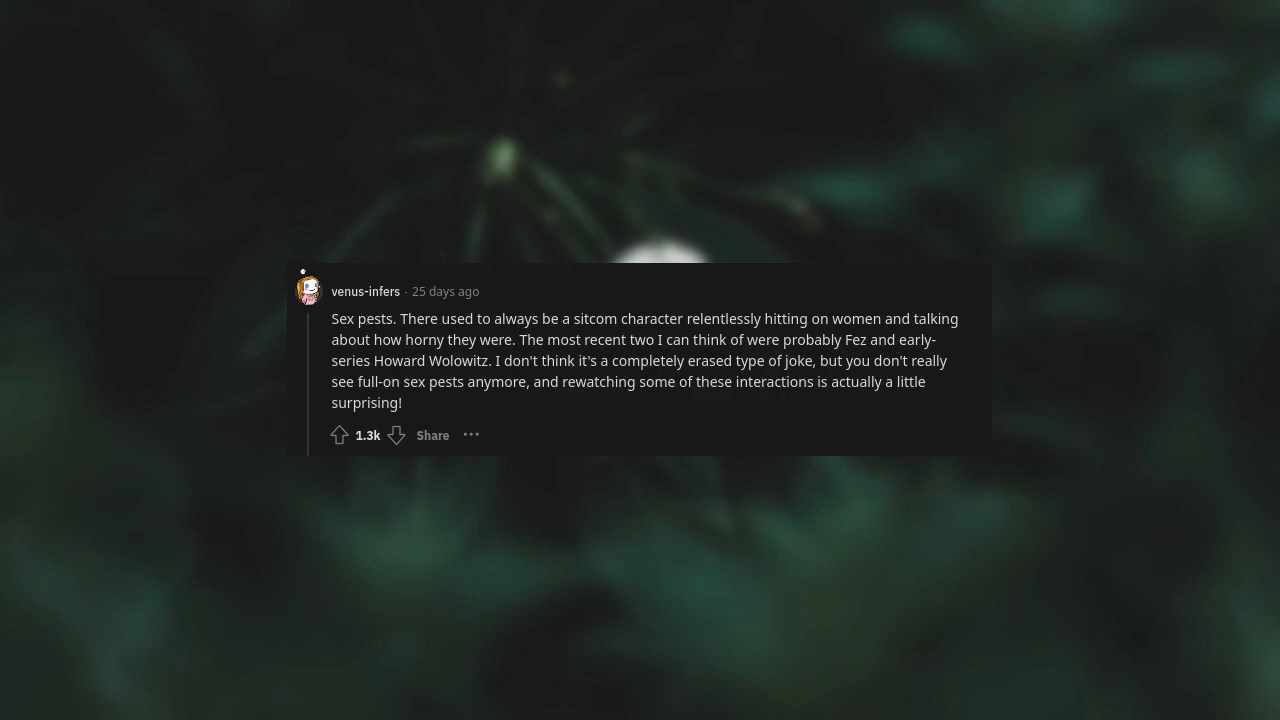 venus-infers · 25 days ago
Sex pests. There used to always be a sitcom character relentlessly hitting on women and talking
about how horny they were. The most recent two I can think of were probably Fez and early-
series Howard Wolowitz. I don't think it's a completely erased type of joke, but you don't really
see full-on sex pests anymore, and rewatching some of these interactions is actually a little
surprising!
1.3k Share ···